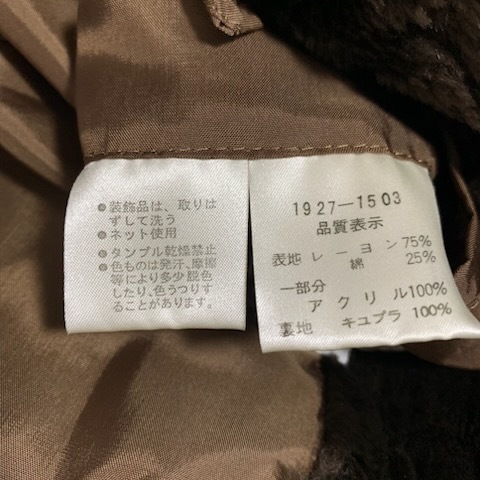 ●装飾品は、取りは
ずして洗う
●ネット使用
●タンブル乾燥禁止
●色ものは発汗、摩擦
等により多少脱色
したり、色うつりす
ることがあります。
1927-1503
品質表示
表地 レーヨン 75%
綿 25%
一部分
アクリル100%
裏地 キュプラ 100%